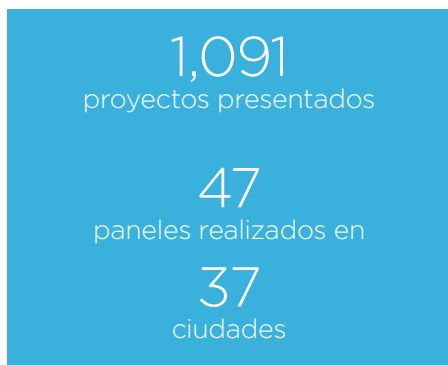 1,091
proyectos presentados
47
paneles realizados en
37
ciudades